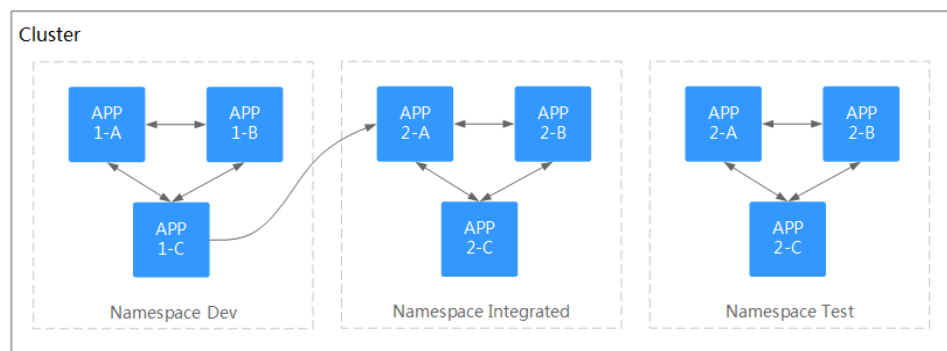 Cluster
APP
1-A
APP
1-B
APP
1-C
Namespace Dev
APP
2-A
APP
2-B
APP
2-C
Namespace Integrated
APP
2-A
APP
2-B
APP
2-C
Namespace Test